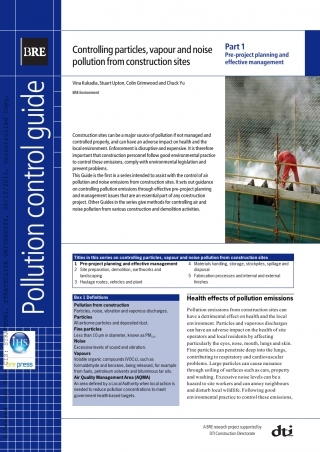 BRE
Controlling particles, vapour and noise
pollution from construction sites
Part 1
Pre-project planning and
effective management
Vina Kukadia, Stuart Upton, Colin Grimwood and Chuck Yu
BRE Environment
Pollution control guide
Construction sites can be a major source of pollution if not managed and
controlled properly, and can have an adverse impact on health and the
local environment. Enforcement is disruptive and expensive. It is therefore
important that construction personnel follow good environmental practice
to control these emissions, comply with environmental legislation and
prevent problems.
This Guide is the first in a series intended to assist with the control of air
pollution and noise emissions from construction sites. It sets out guidance
on controlling pollution emissions through effective pre-project planning
and management issues that are an essential part of any construction
project. Other Guides in the series give methods for controlling air and
noise pollution from various construction and demolition activities.
Titles in this series on controlling particles, vapour and noise pollution from construction sites
1 Pre-project planning and effective management
2 Site preparation, demolition, earthworks and
landscaping
3 Haulage routes, vehicles and plant
4 Materials handling, storage, stockpiles, spillage and
disposal
5 Fabrication processes and internal and external
finishes
Box 1 Definitions
Pollution from construction
Particles, noise, vibration and vaporous discharges.
Particles
All airborne particles and deposited dust.
Fine particles
Less than 10 µm in diameter, known as PM10.
Noise
Excessive levels of sound and vibration.
Vapours
Volatile organic compounds (VOCs), such as
formaldehyde and benzene, being released, for example
from fuels, petroleum solvents and bituminous tar oils.
Air Quality Management Area (AQMA)
An area defined by a Local Authority when local action is
needed to reduce pollution concentrations to meet
government health-based targets.
Health effects of pollution emissions
Pollution emissions from construction sites can
have a detrimental effect on health and the local
environment. Particles and vaporous discharges
can have an adverse impact on the health of site
operators and local residents by affecting
particularly the eyes, nose, mouth, lungs and skin.
Fine particles can penetrate deep into the lungs,
contributing to respiratory and cardiovascular
problems. Large particles can cause nuisance
through soiling of surfaces such as cars, property
and washing. Excessive noise levels can be a
hazard to site workers and can annoy neighbours
and disturb local wildlife. Following good
environmental practice to control these emissions,
IHS
press
A BRE research project supported by
DTI Construction Directorate
dti